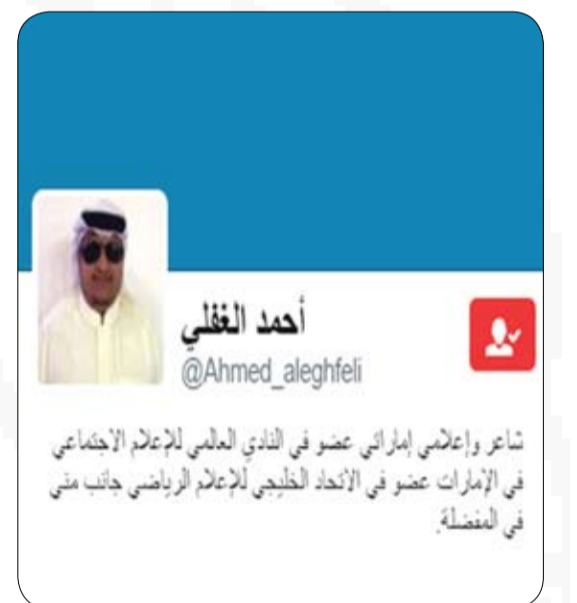 أحمد الغفلي
@Ahmed_aleghfeli
شاعر وإعلامي إماراتي عضو في النادي العالمي للإعلام الاجتماعي
في الإمارات عضو في الاتحاد الخليجي للإعلام الرياضي جانب مني
في المفضلة.